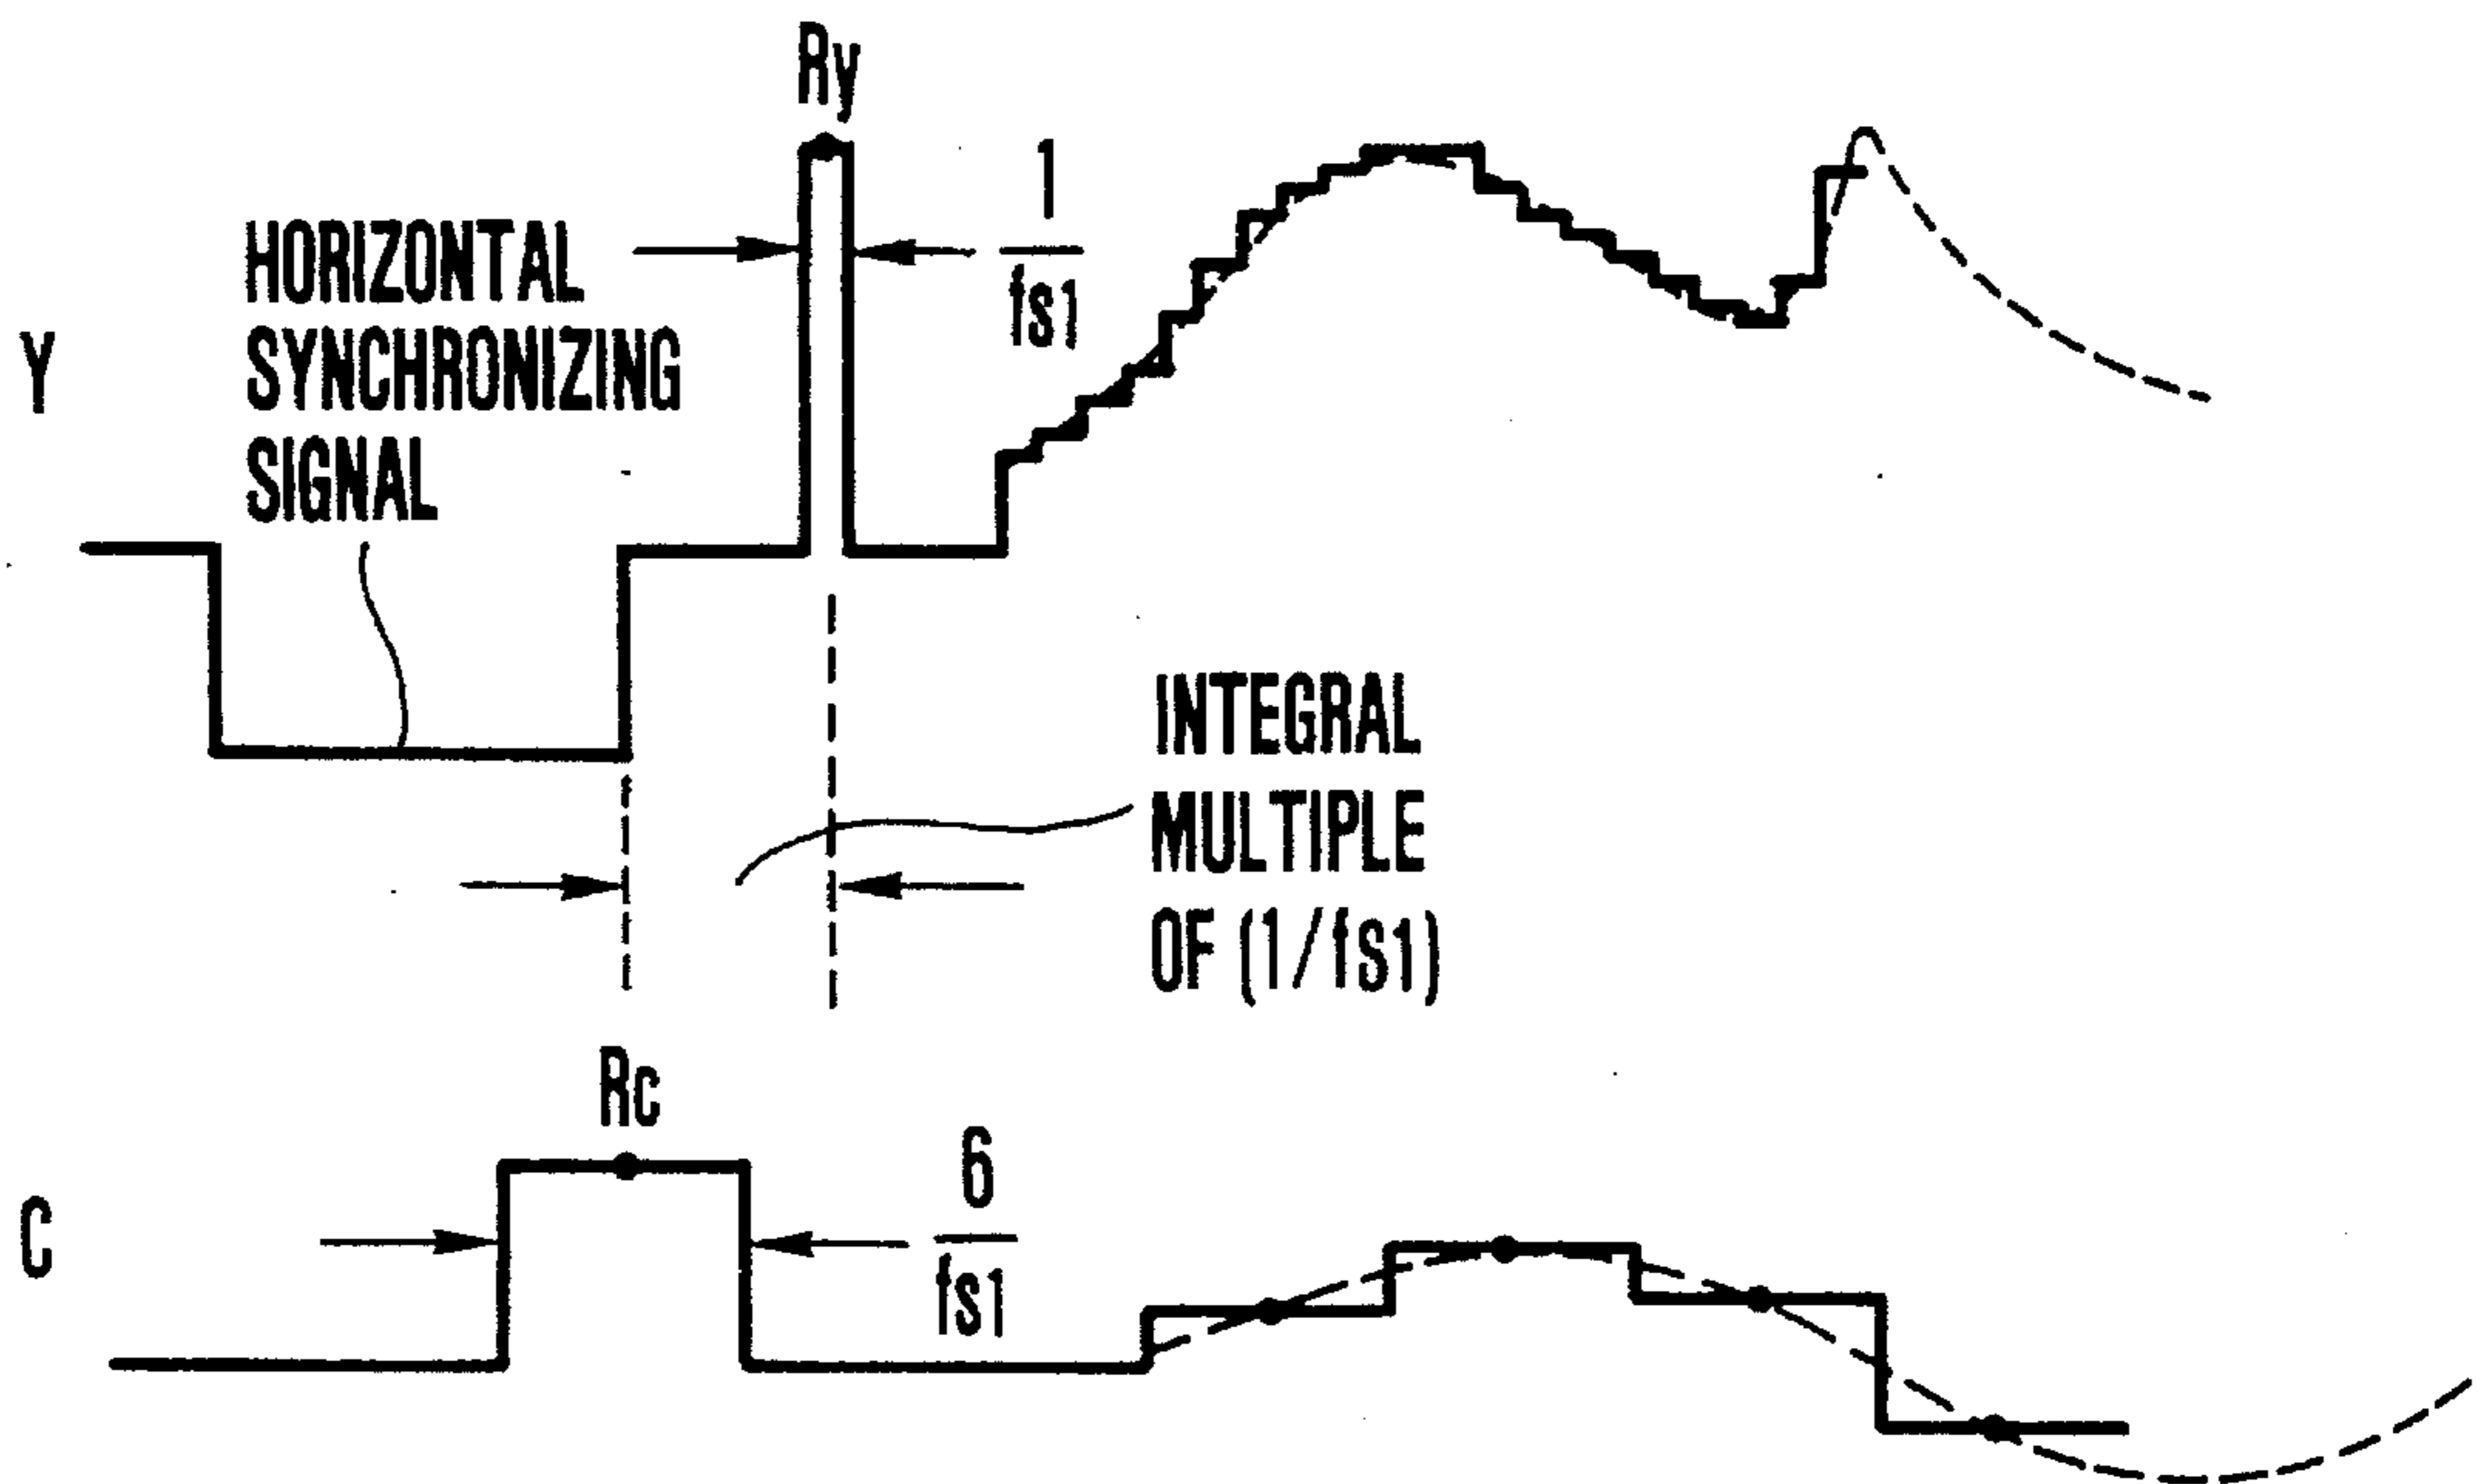 Ry
1
fs1
HORIZONTAL
SYNCHRONIZING
SIGNAL
Y
INTEGRAL
MULTIPLE
OF (1/fs1)
Rc
6
fs1
C